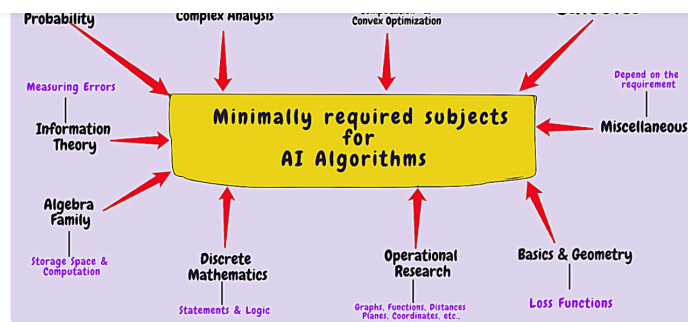 Probability
Complex Analysis
Convex Optimization
Measuring Errors
Information
Theory
Minimally required subjects
for
AI Algorithms
Depend on the
requirement
Miscellaneous
Algebra
Family
Storage Space &
Computation
Discrete
Mathematics
Statements & Logic
Operational
Research
Graphs, Functions, Distances
Planes, Coordinates, etc.,
Basics & Geometry
Loss Functions